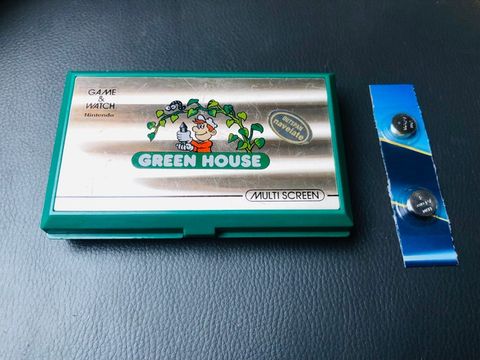 GAME
&
WATCH
Nintendo
GREEN HOUSE
MULTI SCREEN